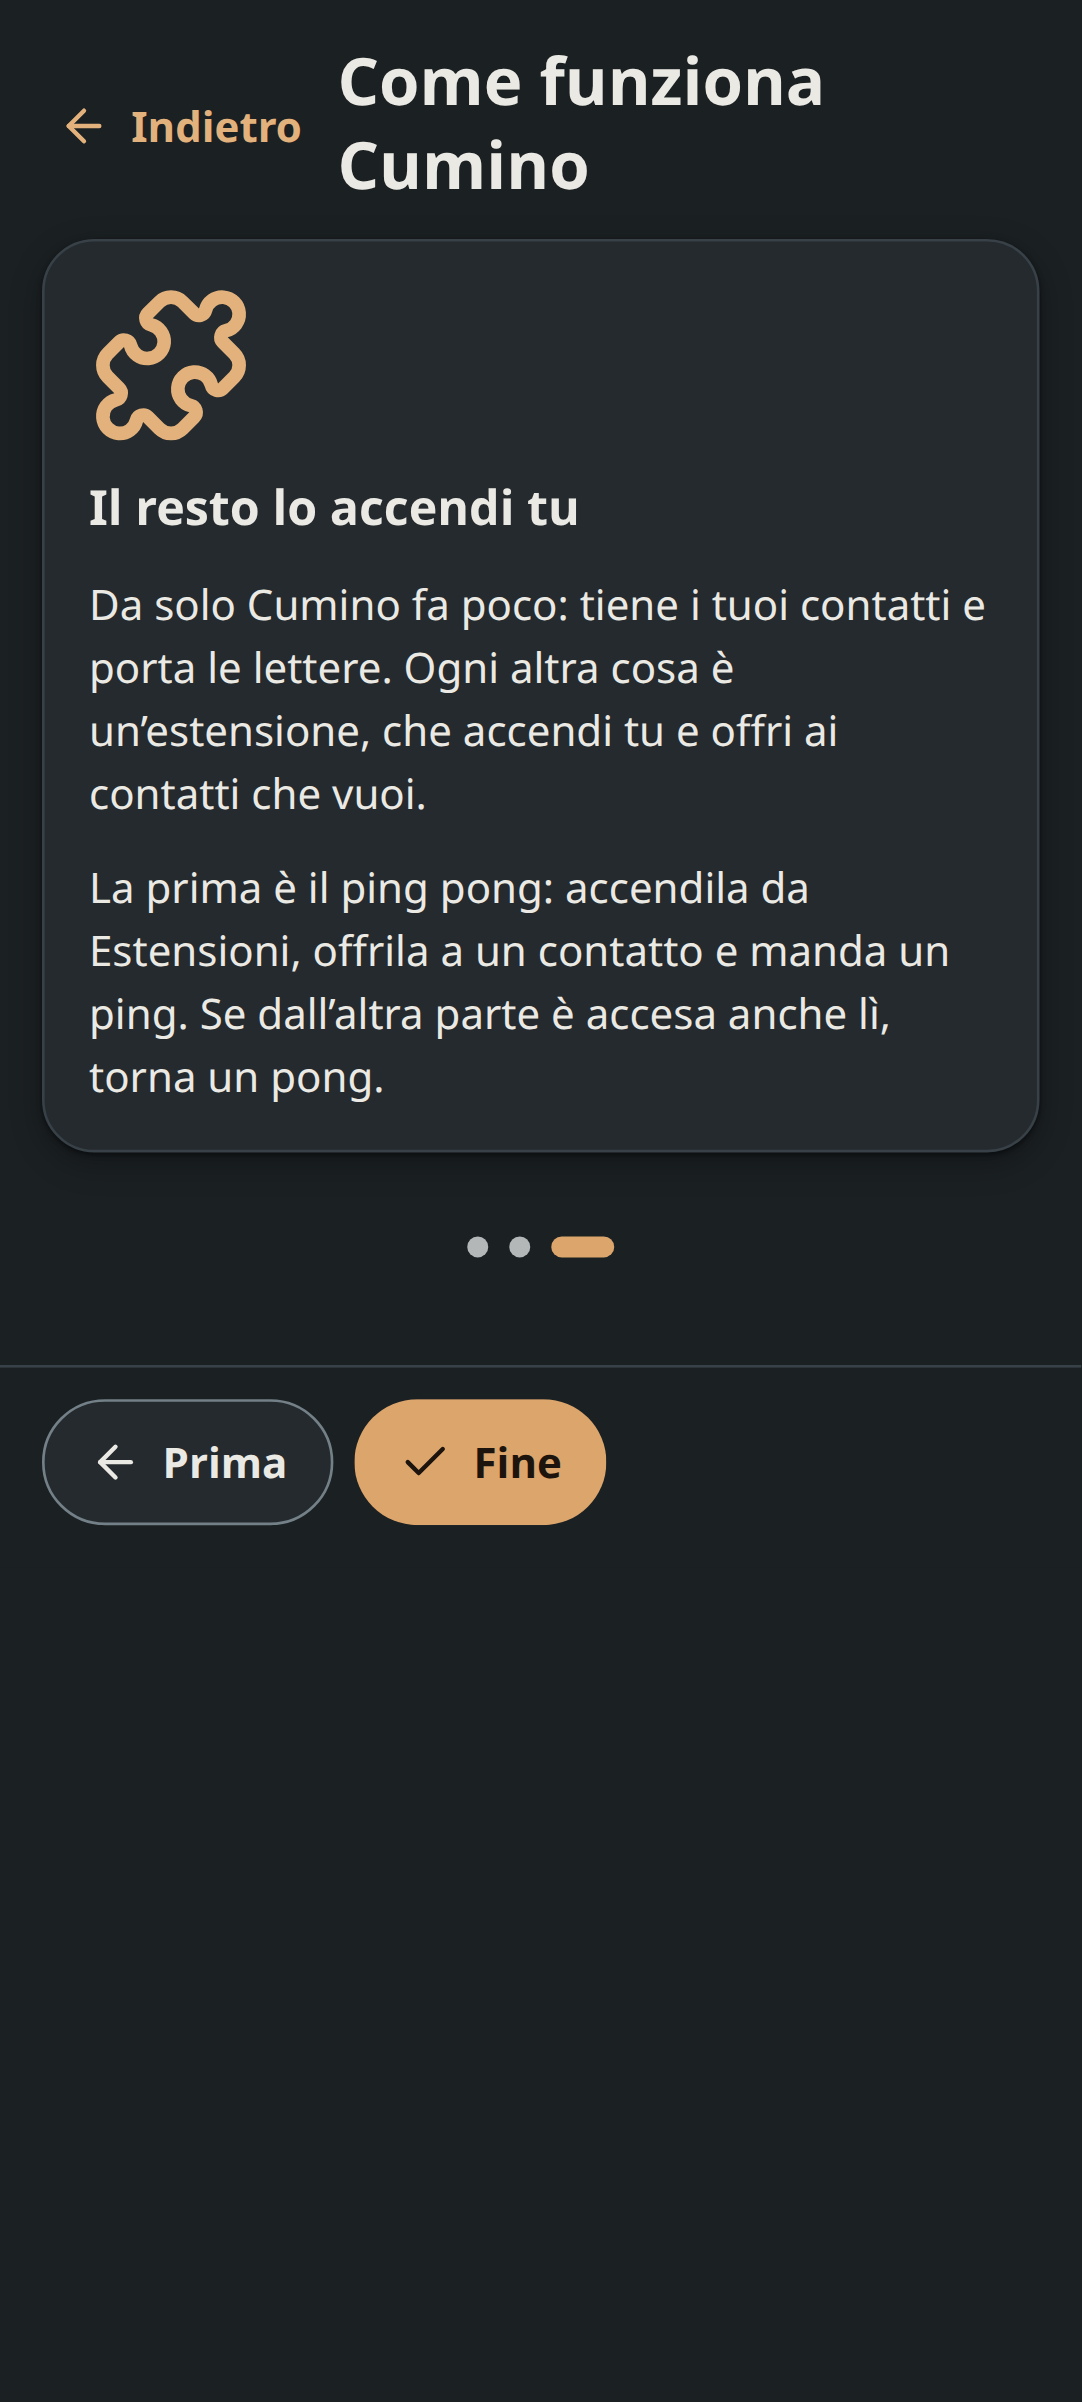 Indietro
Come funziona
Cumino
Il resto lo accendi tu
Da solo Cumino fa poco: tiene i tuoi contatti e
porta le lettere. Ogni altra cosa è
un’estensione, che accendi tu e offri ai
contatti che vuoi.
La prima è il ping pong: accendila da
Estensioni, offrila a un contatto e manda un
ping. Se dall’altra parte è accesa anche lì,
torna un pong.
Prima
Fine